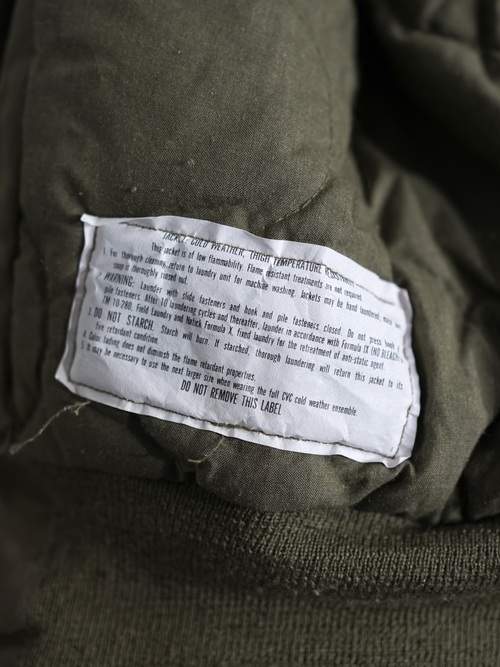 JACKET, COLD WEATHER, (HIGH TEMPERATURE RESISTANT)
This jacket is of low flammability. Flame resistant treatments are not required.
1. For thorough cleaning, return to laundry unit for machine washing. Jackets may be hand laundered,
soap is thoroughly rinsed out.
WARNING: Launder with slide fasteners and hook and pile fasteners closed. Do not press hook
pile fasteners. After 10 laundering cycles and thereafter, launder in accordance with Formula IX (NO BLEACH)
TM 10-280, Field Laundry and Natick Formula X, fixed laundry for the retreatment of anti-static agent.
3. DO NOT STARCH. Starch will burn. If starched, thorough laundering will return this jacket to its
fire retardant condition.
4. Color fading does not diminish the flame retardant properties.
5. It may be necessary to use the next larger size when wearing the full CVC cold weather ensemble
DO NOT REMOVE THIS LABEL